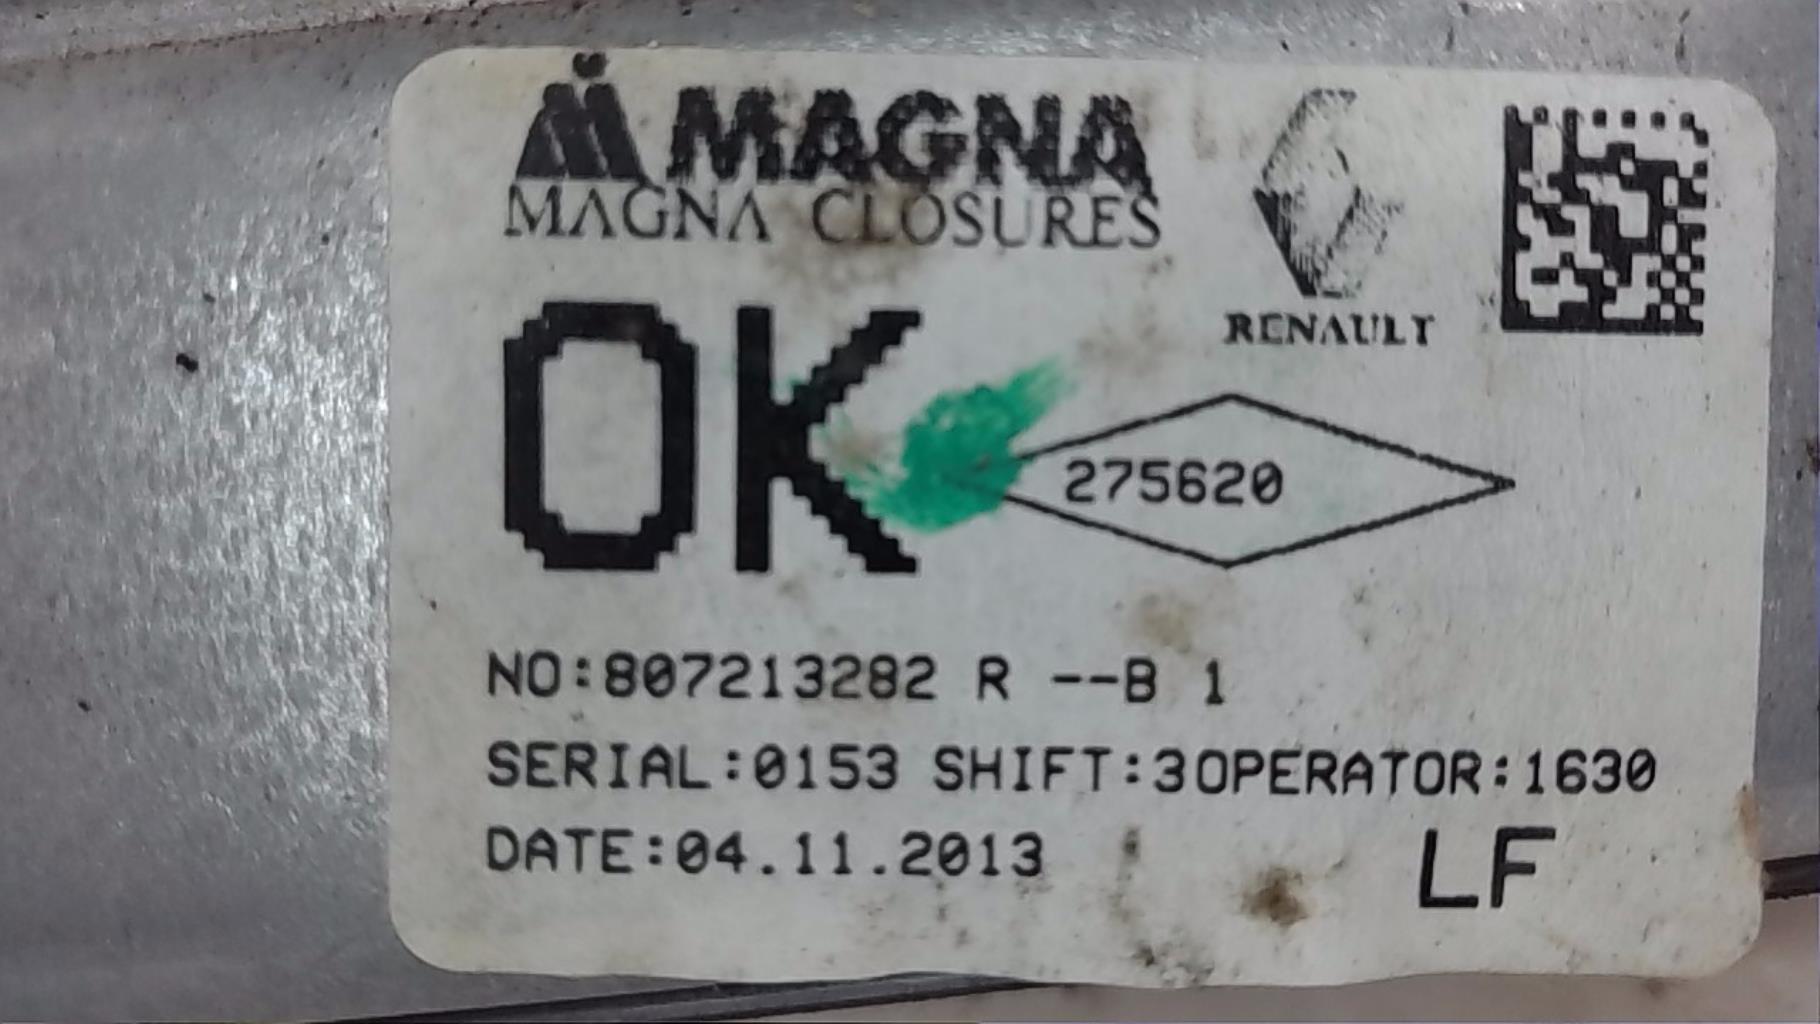 MAGNA
MAGNA CLOSURES
RENAULT
OK
275620
NO:807213282 R --B 1
SERIAL:0153 SHIFT:3OPERATOR:1630
DATE:04.11.2013
LF